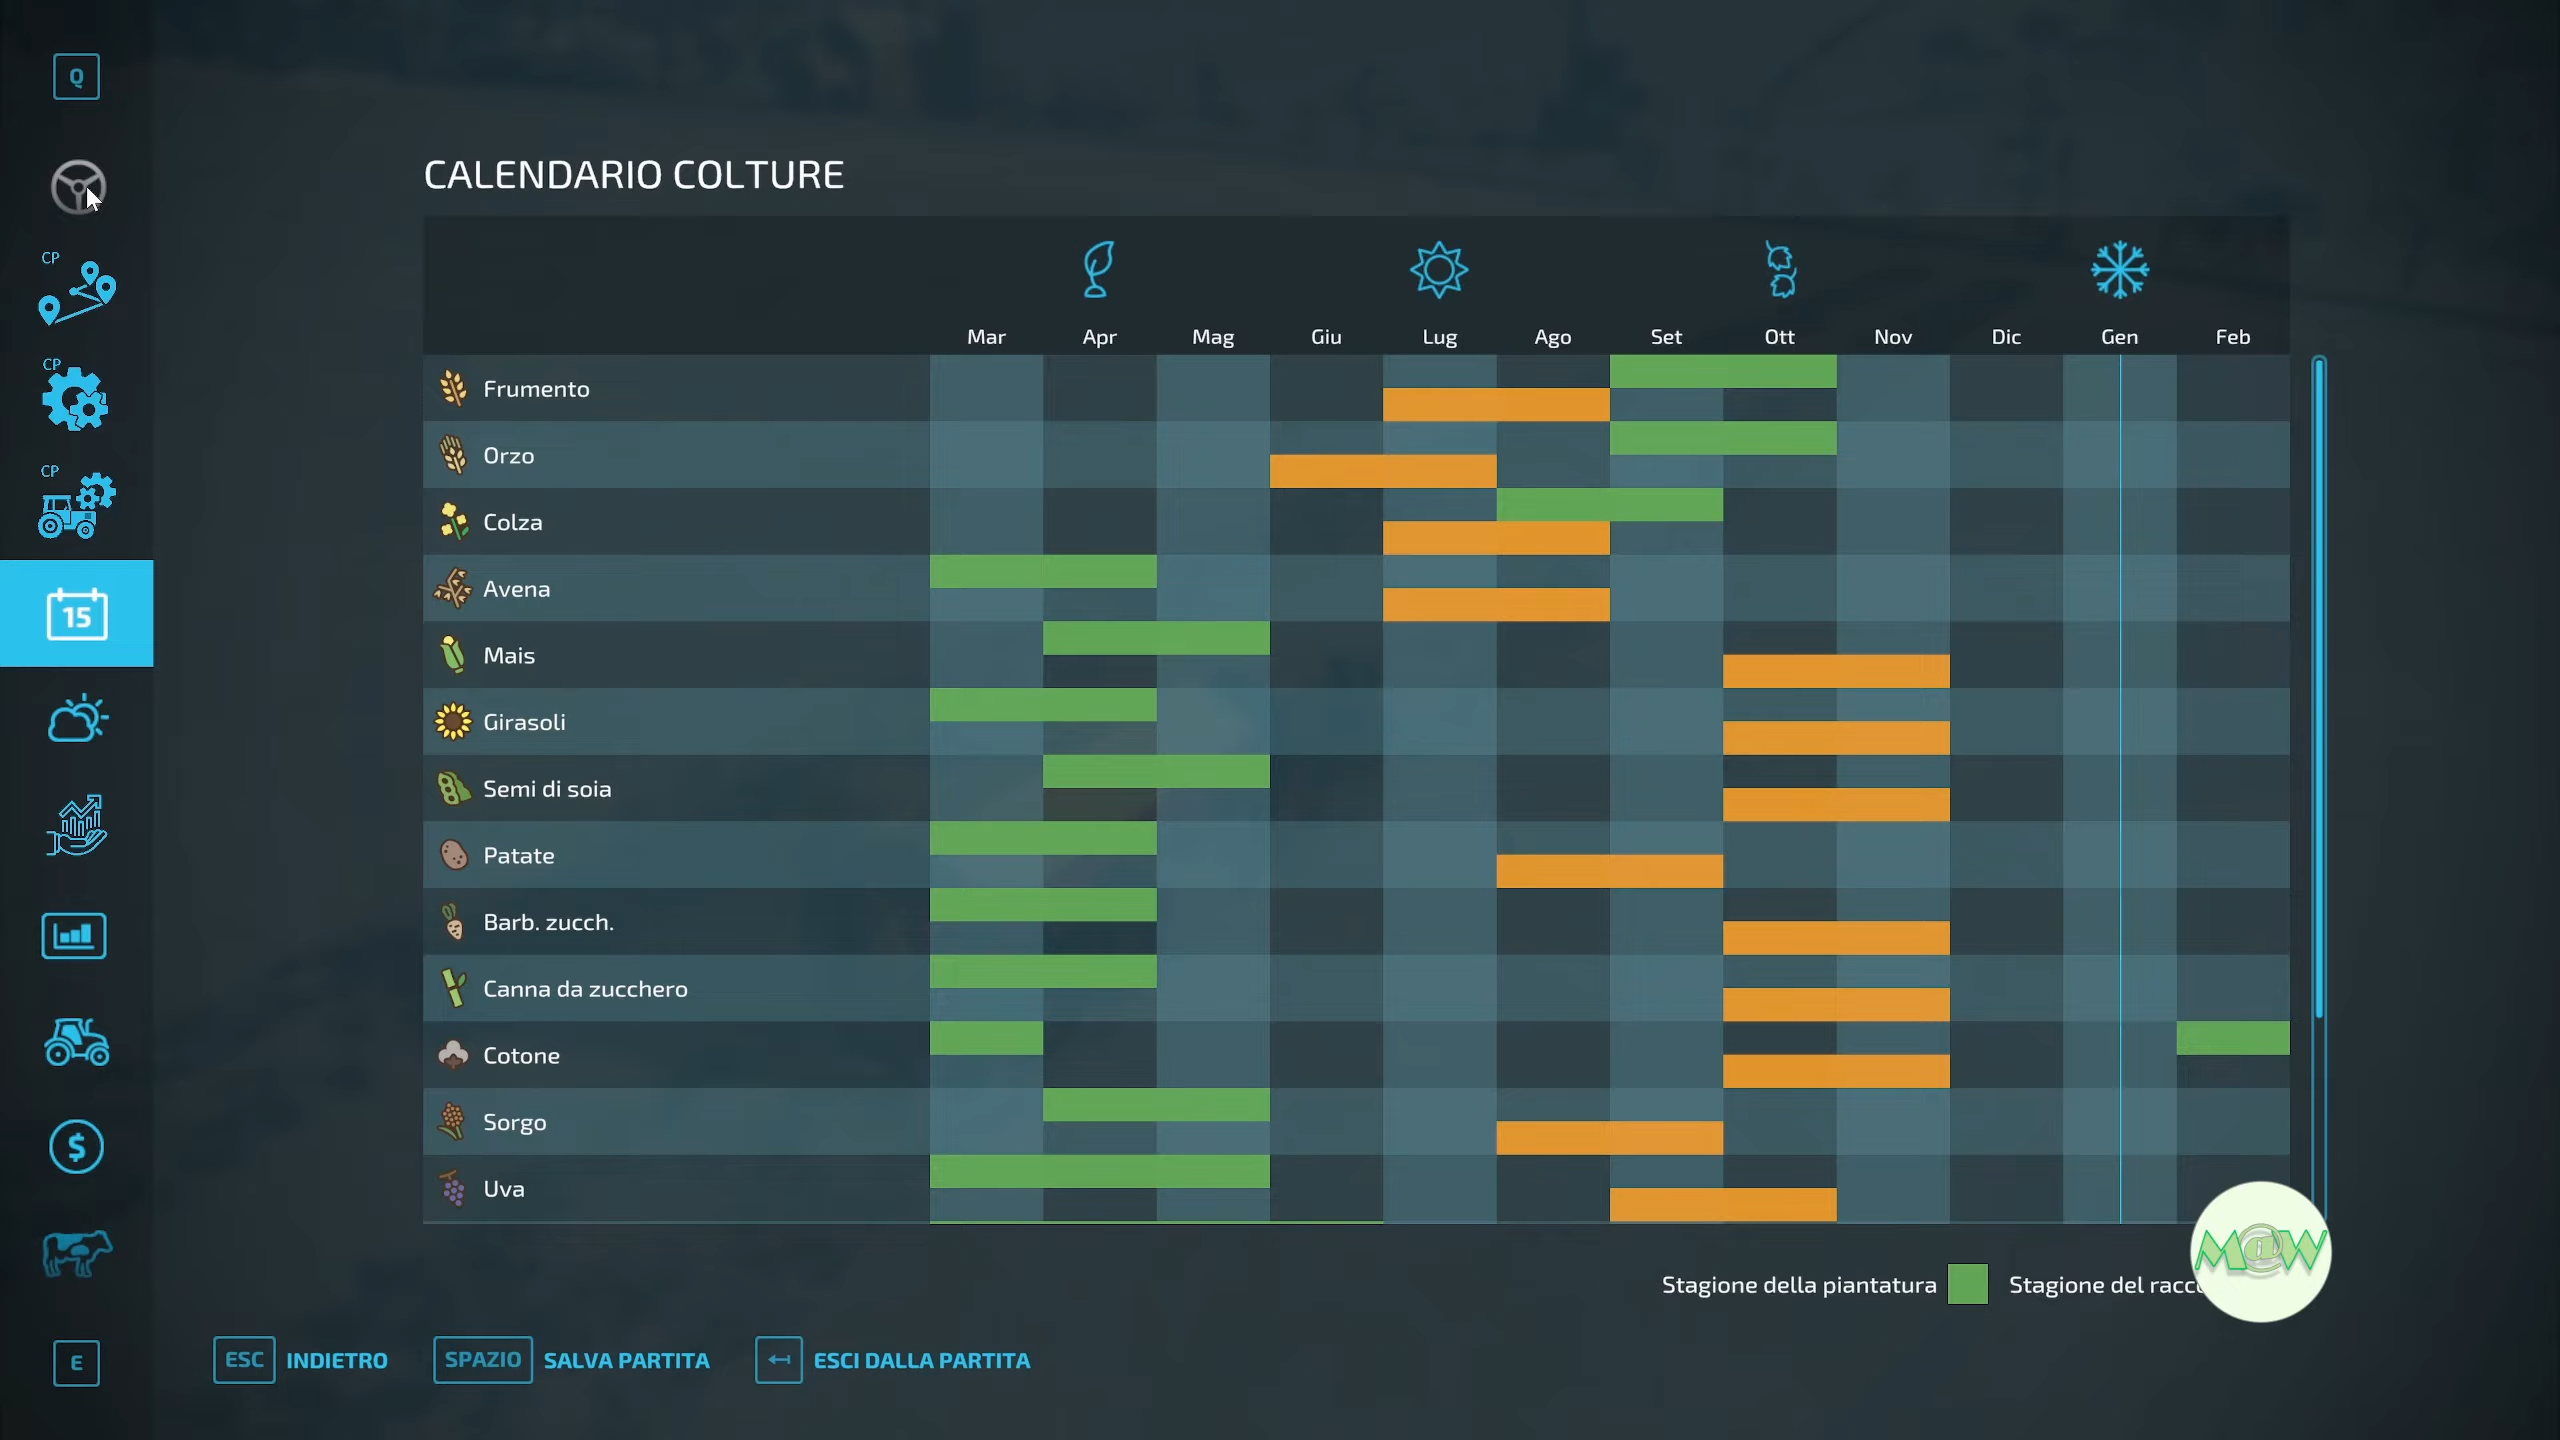 Q
CALENDARIO COLTURE
Mar Apr Mag Giu Lug Ago Set Ott Nov Dic Gen Feb
CP
CP
CP
15
Frumento
Orzo
Colza
Avena
Mais
Girasoli
Semi di soia
Patate
Barb. zucch.
Canna da zucchero
Cotone
Sorgo
Uva
$
M@W
Stagione della piantatura Stagione del
E
ESC INDIETRO SPAZIO SALVA PARTITA ESCI DALLA PARTITA